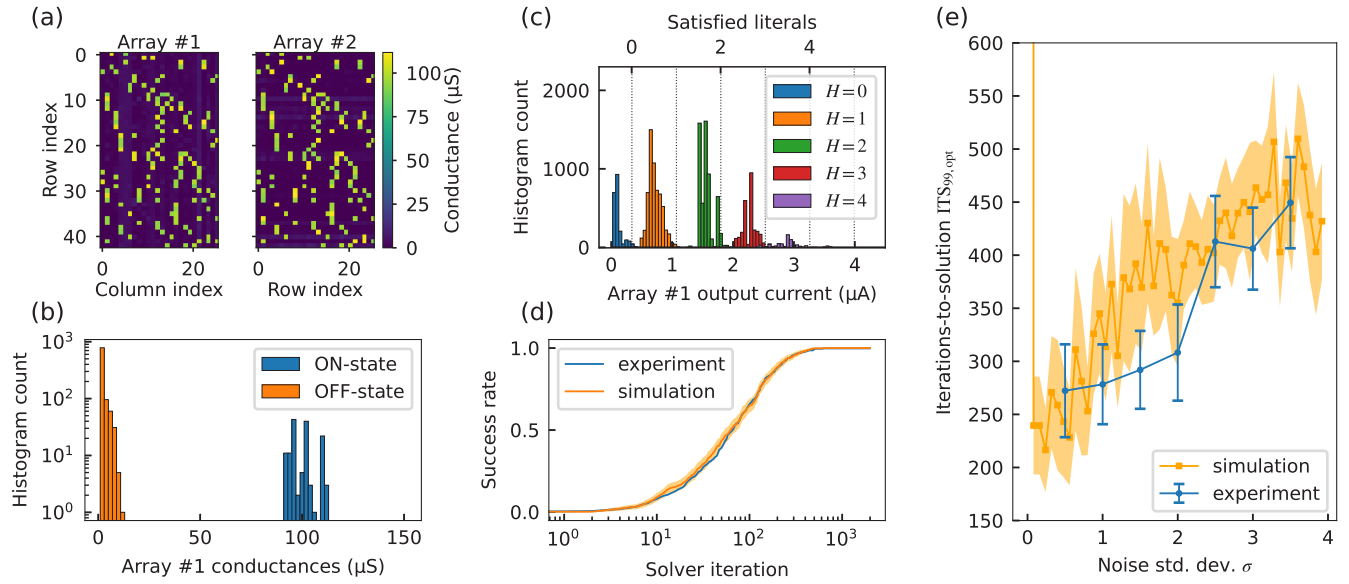 (a)
Array #1
Array #2
0
10
20
30
40
Row index
0
20
Column index
0
20
Row index
100
75
50
25
0
Conductance (µS)
(b)
10³
10²
10¹
10⁰
Histogram count
ON-state
OFF-state
0
50
100
150
Array #1 conductances (µS)
(c)
Satisfied literals
0
2
4
2000
1000
0
Histogram count
H=0
H=1
H=2
H=3
H=4
0
1
2
3
4
Array #1 output current (µA)
(d)
1.0
0.5
0.0
Success rate
experiment
simulation
10⁰
10¹
10²
10³
Solver iteration
(e)
600
550
500
450
400
350
300
250
200
150
Iterations-to-solution ITS₉₉,opt
simulation
experiment
0
1
2
3
4
Noise std. dev. σ